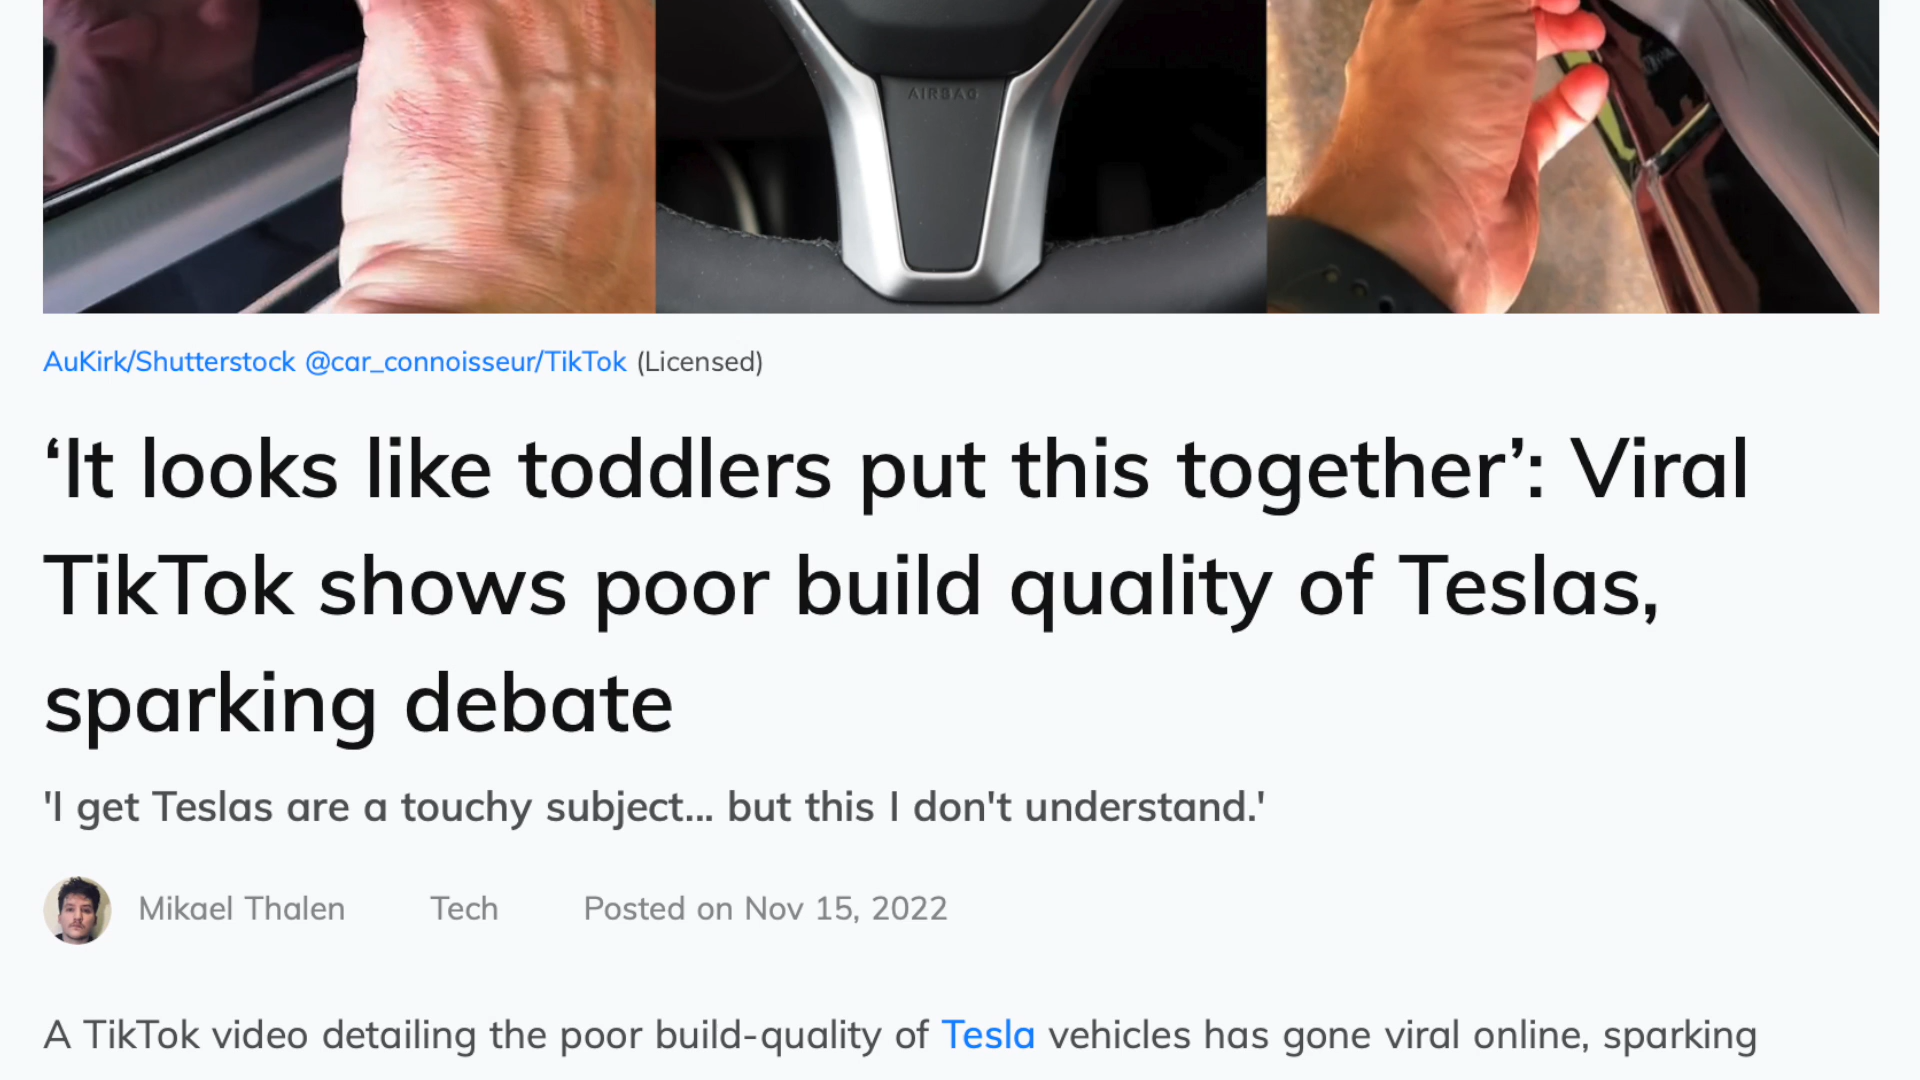 AIRBAG
AuKirk/Shutterstock @car_connoisseur/TikTok (Licensed)
‘It looks like toddlers put this together’: Viral
TikTok shows poor build quality of Teslas,
sparking debate
'I get Teslas are a touchy subject... but this I don't understand.'
Mikael Thalen Tech Posted on Nov 15, 2022
A TikTok video detailing the poor build-quality of Tesla vehicles has gone viral online, sparking